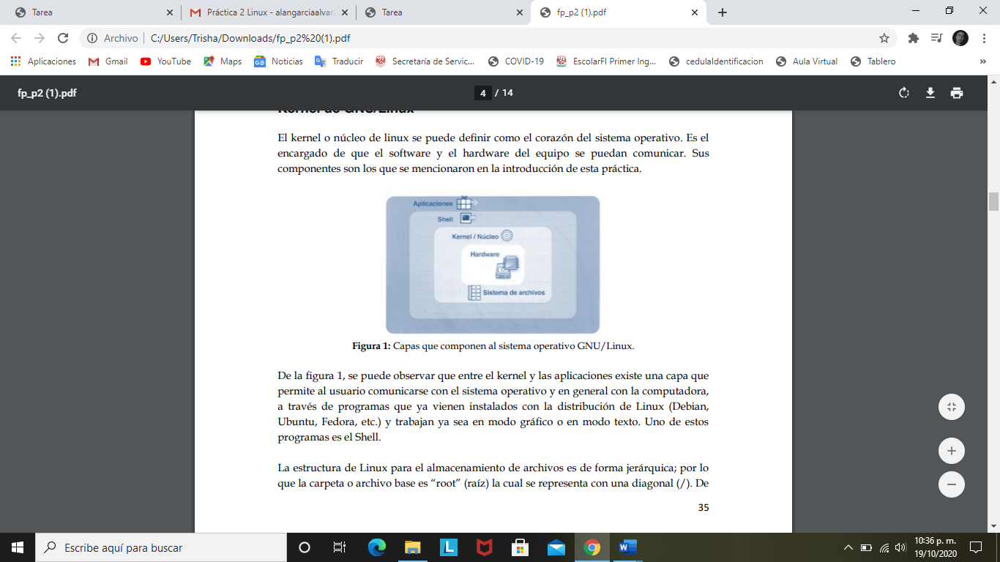 Tarea
Práctica 2 Linux - alangarciaalvara
Tarea
fp_p2 (1).pdf
Archivo
C:/Users/Trisha/Downloads/fp_p2%20(1).pdf
Aplicaciones
Gmail
YouTube
Maps
Noticias
Traducir
Secretaría de Servic...
COVID-19
EscolarFI Primer Ing...
cedulaIdentificacion
Aula Virtual
Tablero
»
fp_p2 (1).pdf
4 / 14
Kernel de GNU/Linux
El kernel o núcleo de linux se puede definir como el corazón del sistema operativo. Es el
encargado de que el software y el hardware del equipo se puedan comunicar. Sus
componentes son los que se mencionaron en la introducción de esta práctica.
Aplicaciones
Shell
Kernel / Núcleo
Hardware
Sistema de archivos
Figura 1: Capas que componen al sistema operativo GNU/Linux.
De la figura 1, se puede observar que entre el kernel y las aplicaciones existe una capa que
permite al usuario comunicarse con el sistema operativo y en general con la computadora,
a través de programas que ya vienen instalados con la distribución de Linux (Debian,
Ubuntu, Fedora, etc.) y trabajan ya sea en modo gráfico o en modo texto. Uno de estos
programas es el Shell.
La estructura de Linux para el almacenamiento de archivos es de forma jerárquica; por lo
que la carpeta o archivo base es “root” (raíz) la cual se representa con una diagonal (/). De
35
Escribe aquí para buscar
10:36 p. m.
19/10/2020